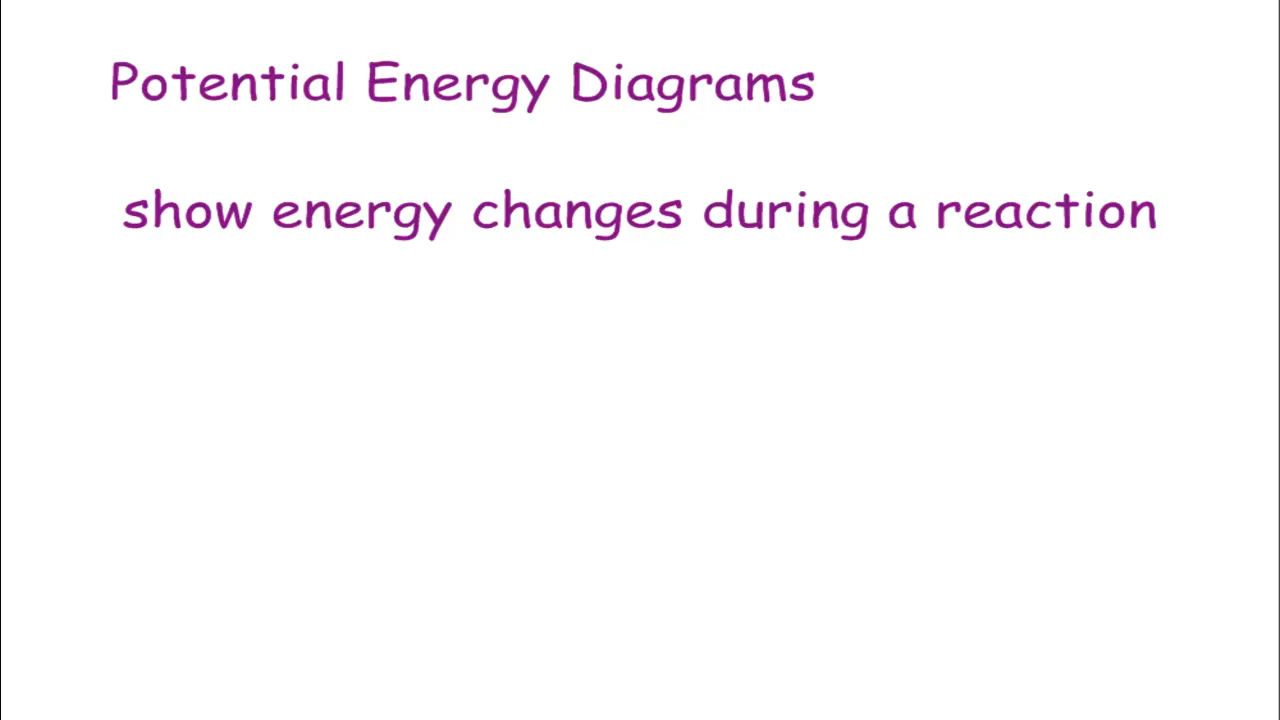 Potential Energy Diagrams
show energy changes during a reaction